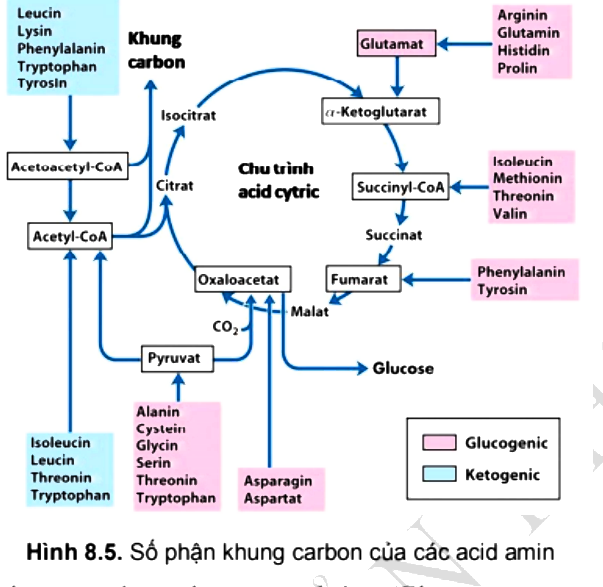 Leucin
Lysin
Phenylalanin
Tryptophan
Tyrosin
Khung
carbon
Glutamat
Arginin
Glutamin
Histidin
Prolin
Isocitrat
α-Ketoglutarat
Acetoacetyl-CoA
Citrat
Chu trình
acid cytric
Succinyl-CoA
Isoleucin
Methionin
Threonin
Valin
Acetyl-CoA
Succinat
Oxaloacetat
Fumarat
Phenylalanin
Tyrosin
Malat
CO₂
Pyruvat
Glucose
Isoleucin
Leucin
Threonin
Tryptophan
Alanin
Cystein
Glycin
Serin
Threonin
Tryptophan
Asparagin
Aspartat
Glucogenic
Ketogenic
Hình 8.5. Số phận khung carbon của các acid amin